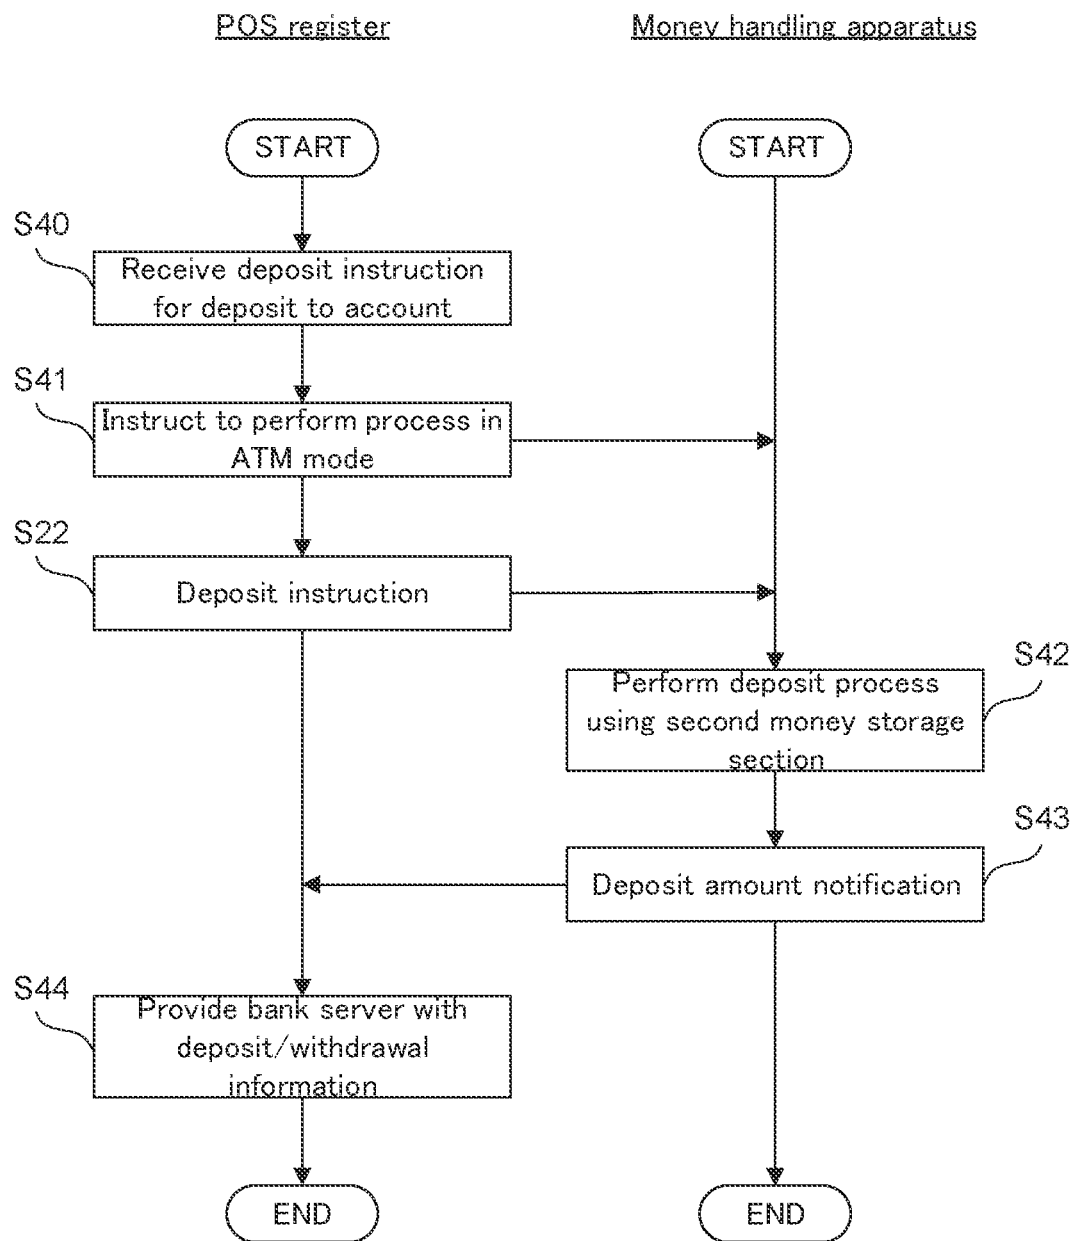 POS register
Money handling apparatus
START
START
S40
Receive deposit instruction
for deposit to account
S41
Instruct to perform process in
ATM mode
S22
Deposit instruction
S42
Perform deposit process
using second money storage
section
S43
Deposit amount notification
S44
Provide bank server with
deposit/withdrawal
information
END
END